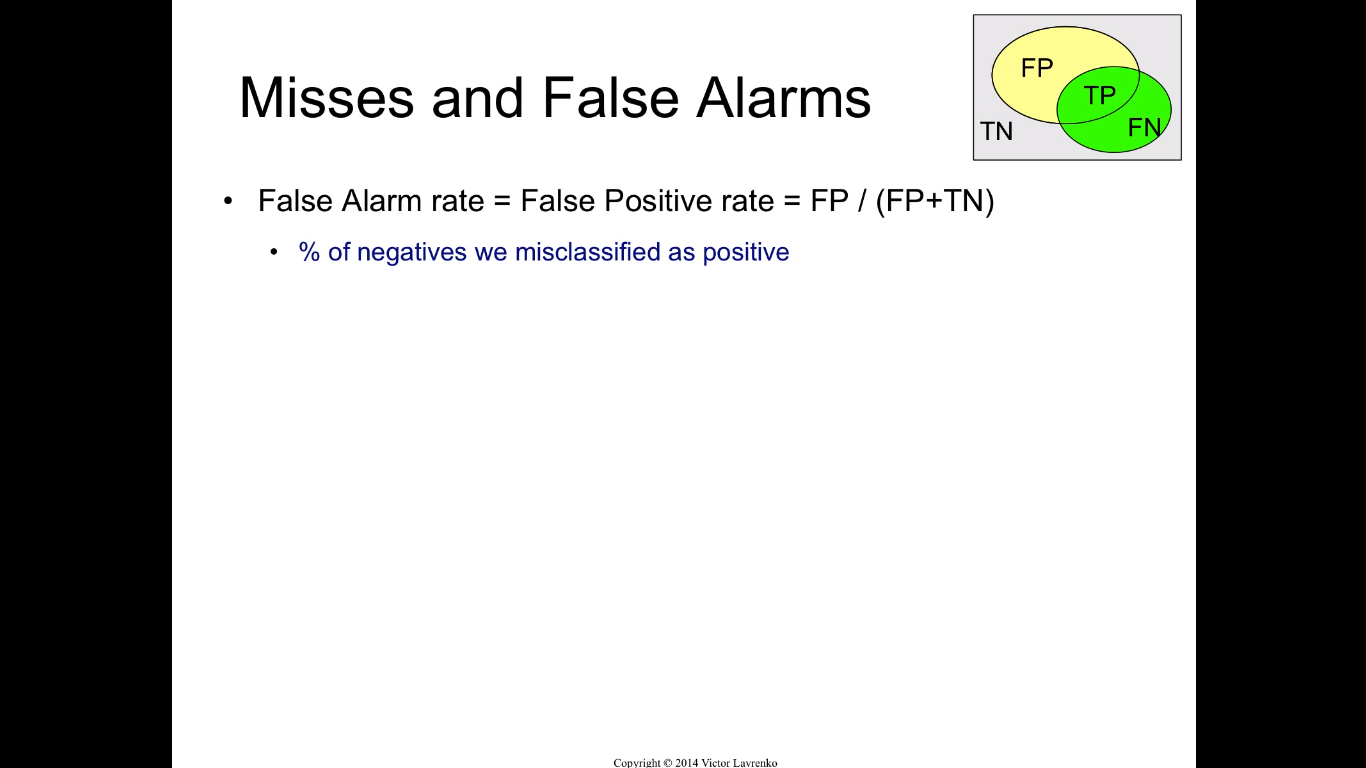 Misses and False Alarms
FP
TP
TN
FN
• False Alarm rate = False Positive rate = FP / (FP+TN)
• % of negatives we misclassified as positive
Copyright © 2014 Victor Lavrenko